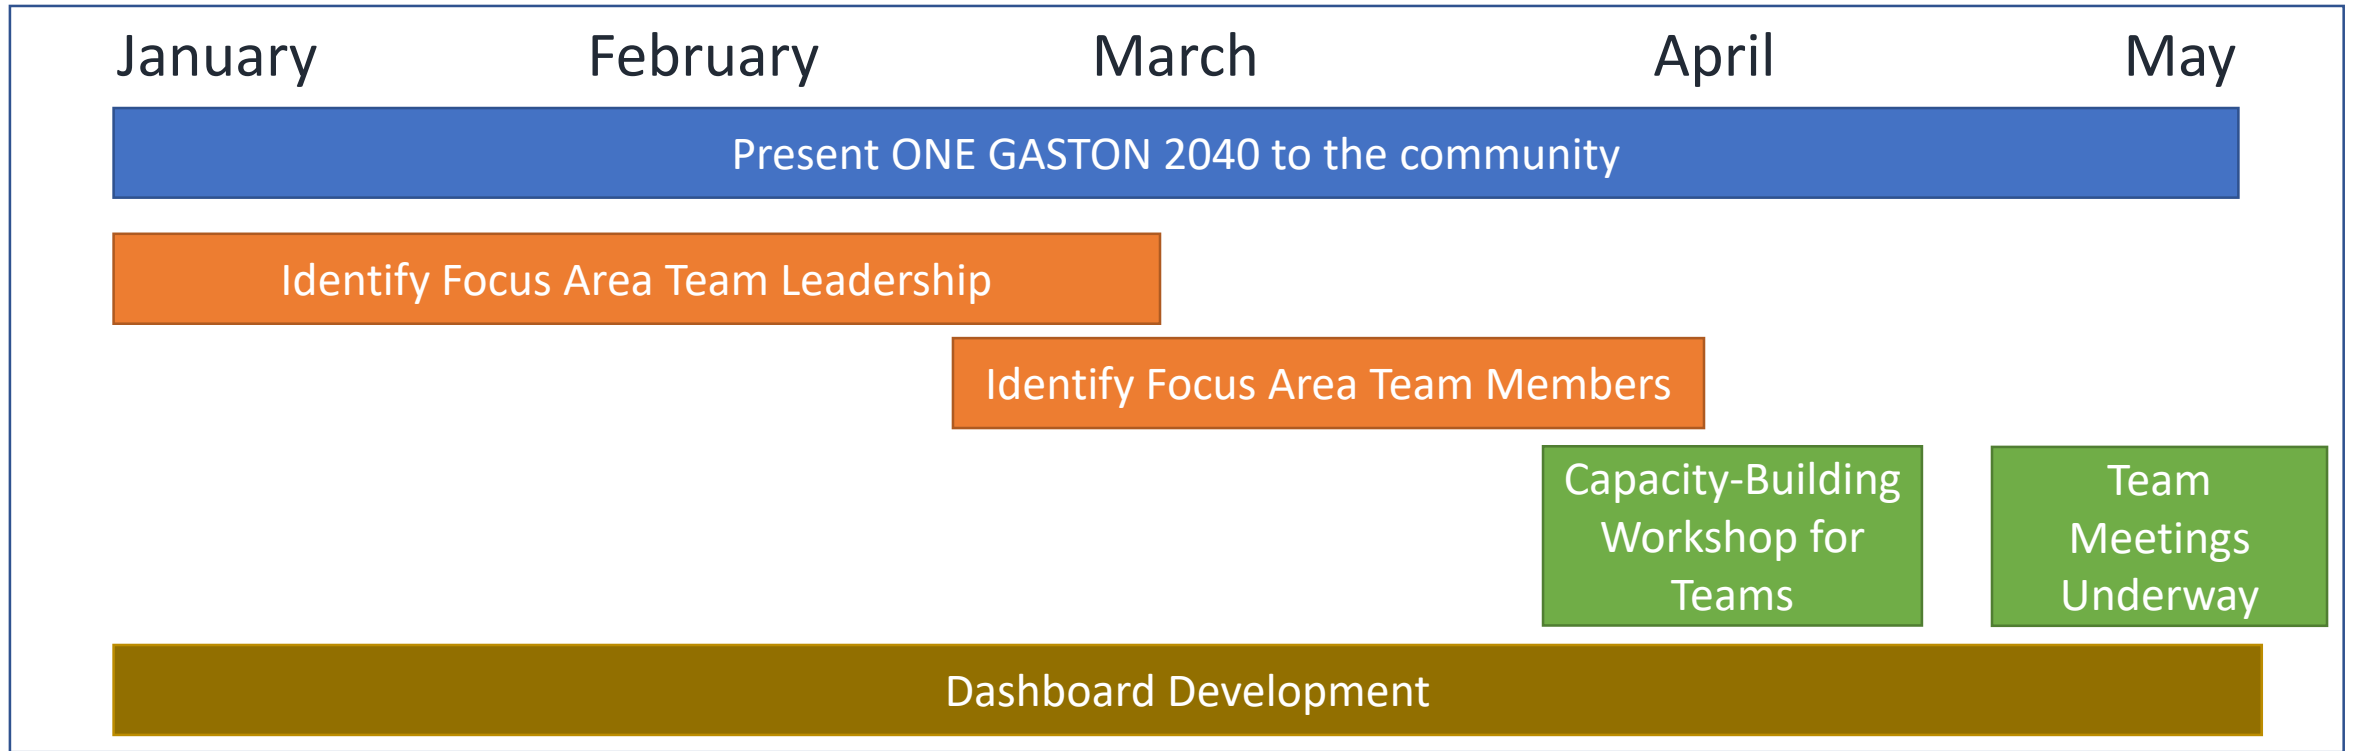 January February March April May
Present ONE GASTON 2040 to the community
Identify Focus Area Team Leadership
Identify Focus Area Team Members
Capacity-Building
Workshop for
Teams
Team
Meetings
Underway
Dashboard Development